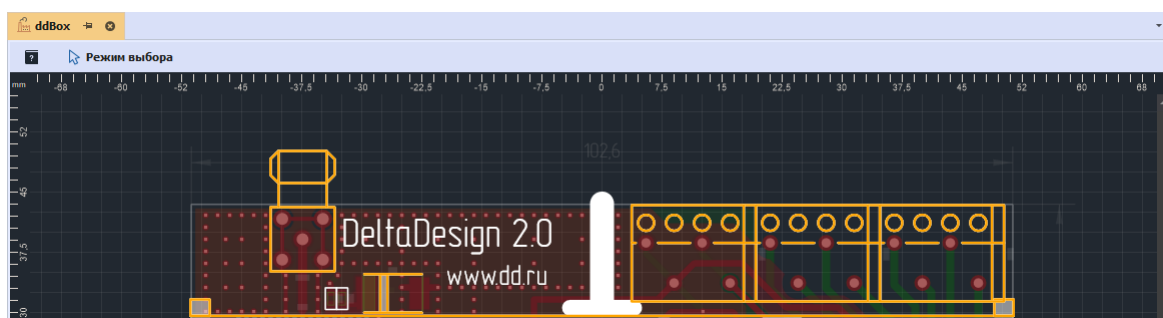 ddBox
? Режим выбора
mm -68 -60 -52 -45 -37,5 -30 -22,5 -15 -7,5 0 7,5 15 22,5 30 37,5 45 52 60 68
52
102,6
45
DeltaDesign 2.0
37,5
www.dd.ru
30